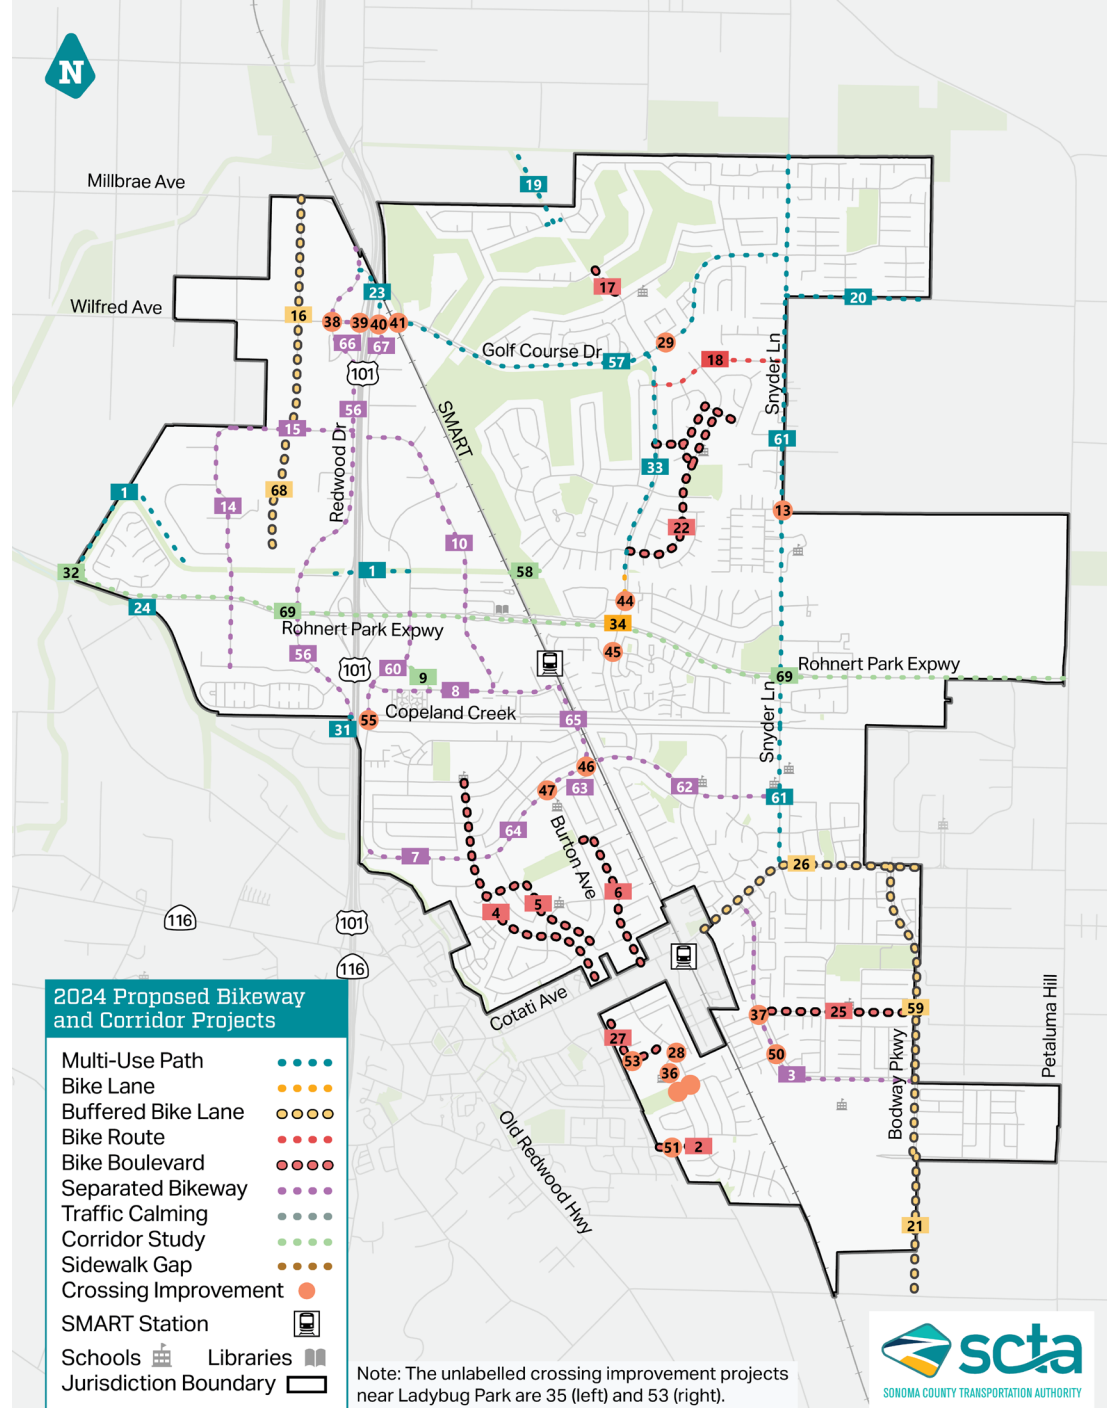 N
19
Millbrae Ave
17
23
20
Wilfred Ave
16
38
39
40
41
66
67
29
Golf Course Dr
57
18
101
Snyder Ln
56
15
SMART
61
33
Redwood Dr
1
68
14
22
13
10
32
1
58
24
69
44
34
Rohnert Park Expwy
45
56
101
60
9
Rohnert Park Expwy
69
8
Copeland Creek
55
31
65
Snyder Ln
46
47
63
62
61
64
Burton Ave
7
26
6
4
5
116
101
116
Cotati Ave
37
25
59
Petaluma Hill
27
53
28
36
50
3
Bodway Pkwy
Old Redwood Hwy
51
2
21
2024 Proposed Bikeway
and Corridor Projects
Multi-Use Path
Bike Lane
Buffered Bike Lane
Bike Route
Bike Boulevard
Separated Bikeway
Traffic Calming
Corridor Study
Sidewalk Gap
Crossing Improvement
SMART Station
Schools Libraries
Jurisdiction Boundary
Note: The unlabelled crossing improvement projects
near Ladybug Park are 35 (left) and 53 (right).
scta
SONOMA COUNTY TRANSPORTATION AUTHORITY